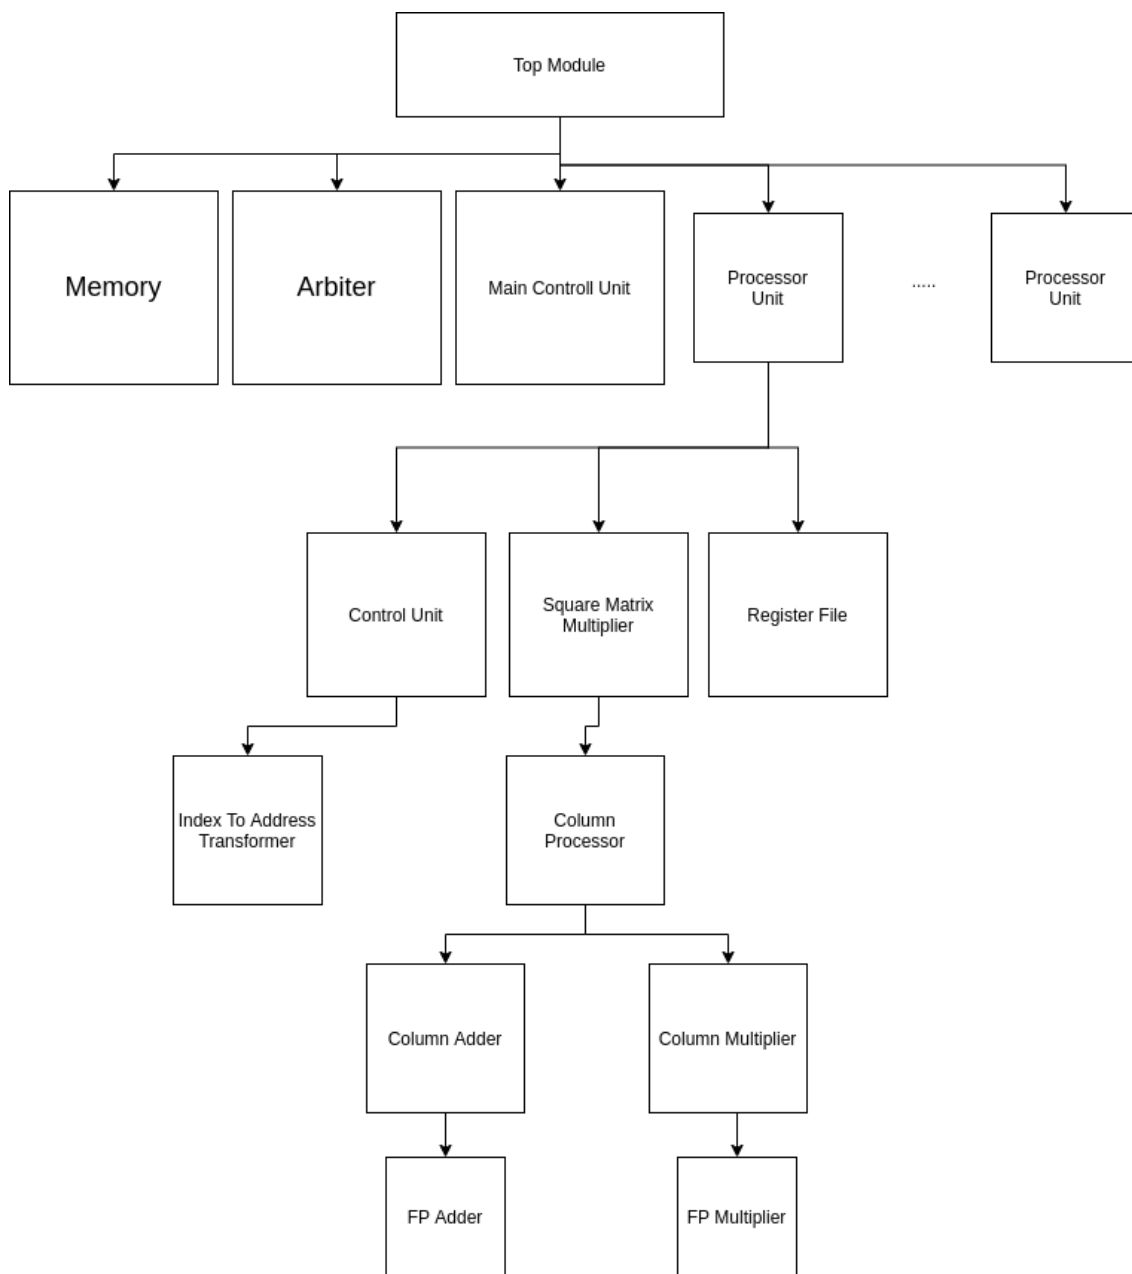 Top Module
Memory
Arbiter
Main Controll Unit
Processor
Unit
.....
Processor
Unit
Control Unit
Square Matrix
Multiplier
Register File
Index To Address
Transformer
Column
Processor
Column Adder
Column Multiplier
FP Adder
FP Multiplier